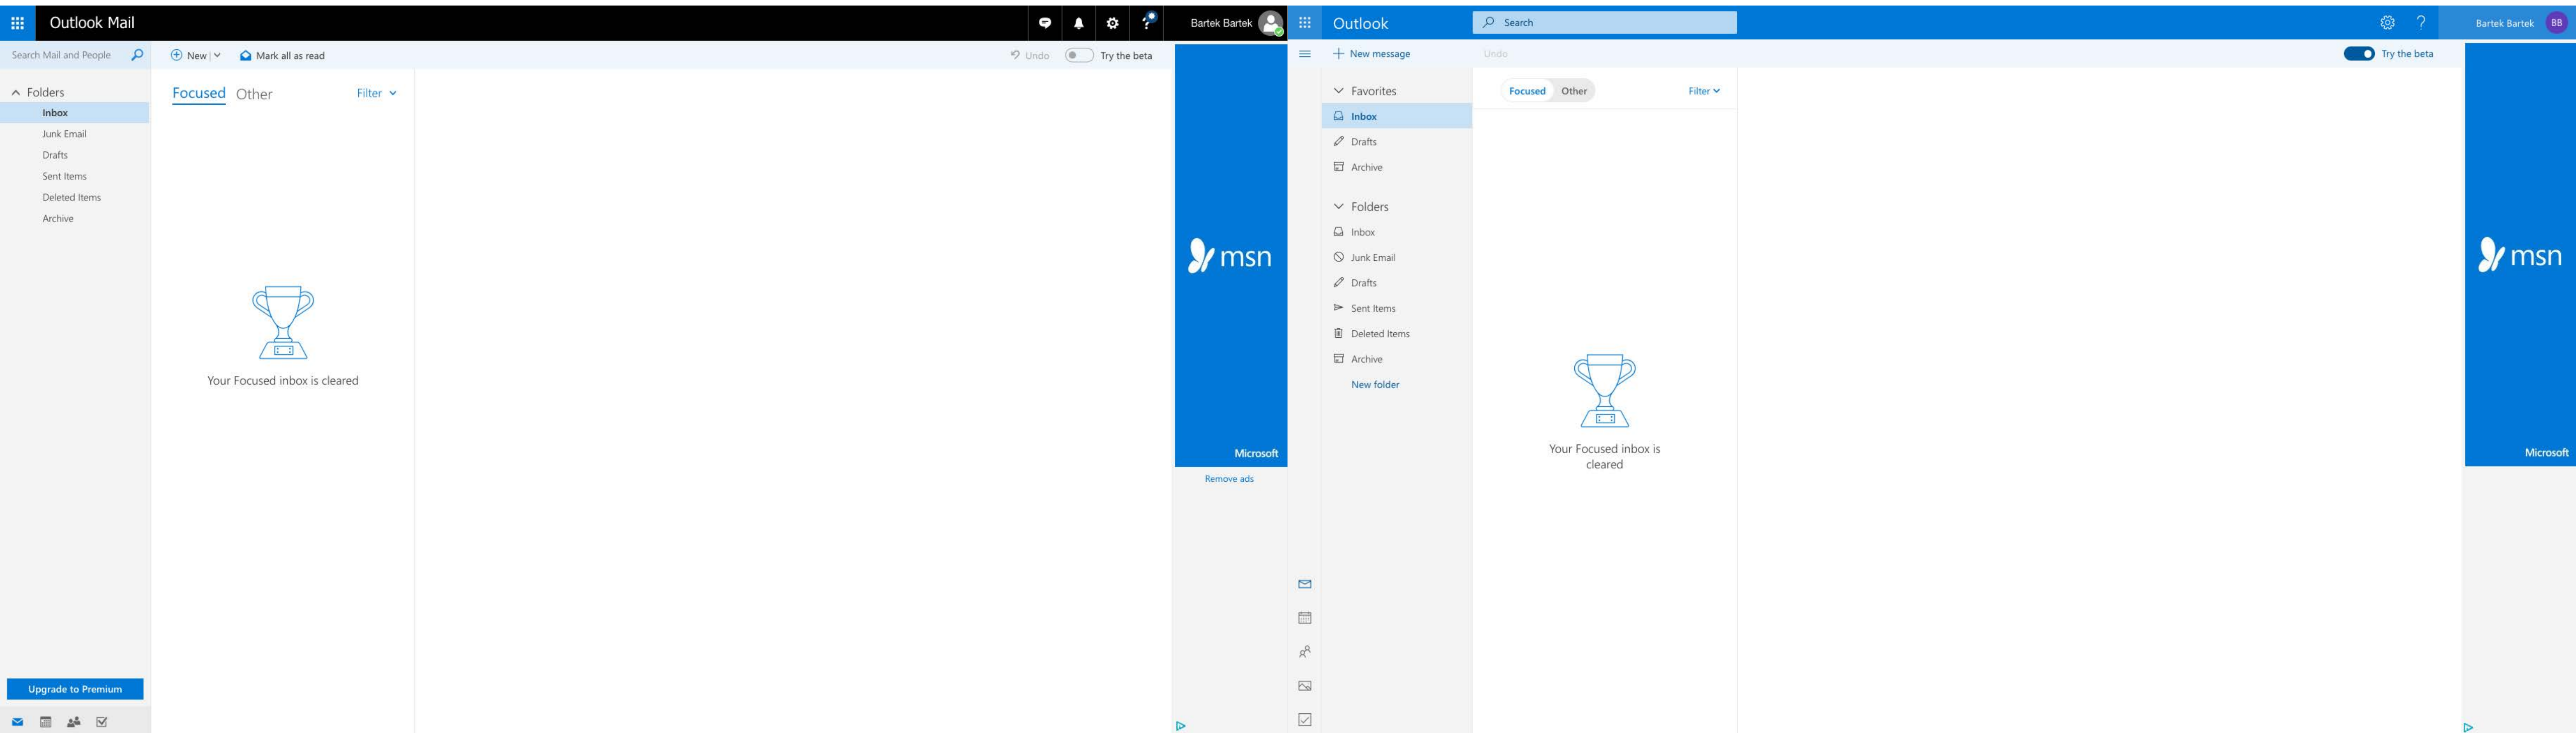 Outlook Mail
Bartek Bartek
Search Mail and People
New
Mark all as read
Undo
Try the beta
Folders
Inbox
Junk Email
Drafts
Sent Items
Deleted Items
Archive
Upgrade to Premium
Focused Other Filter
Your Focused inbox is cleared
msn
Microsoft
Remove ads
Outlook
Search
Bartek Bartek BB
New message
Undo
Try the beta
Favorites
Inbox
Drafts
Archive
Folders
Inbox
Junk Email
Drafts
Sent Items
Deleted Items
Archive
New folder
Focused Other Filter
Your Focused inbox is
cleared
msn
Microsoft